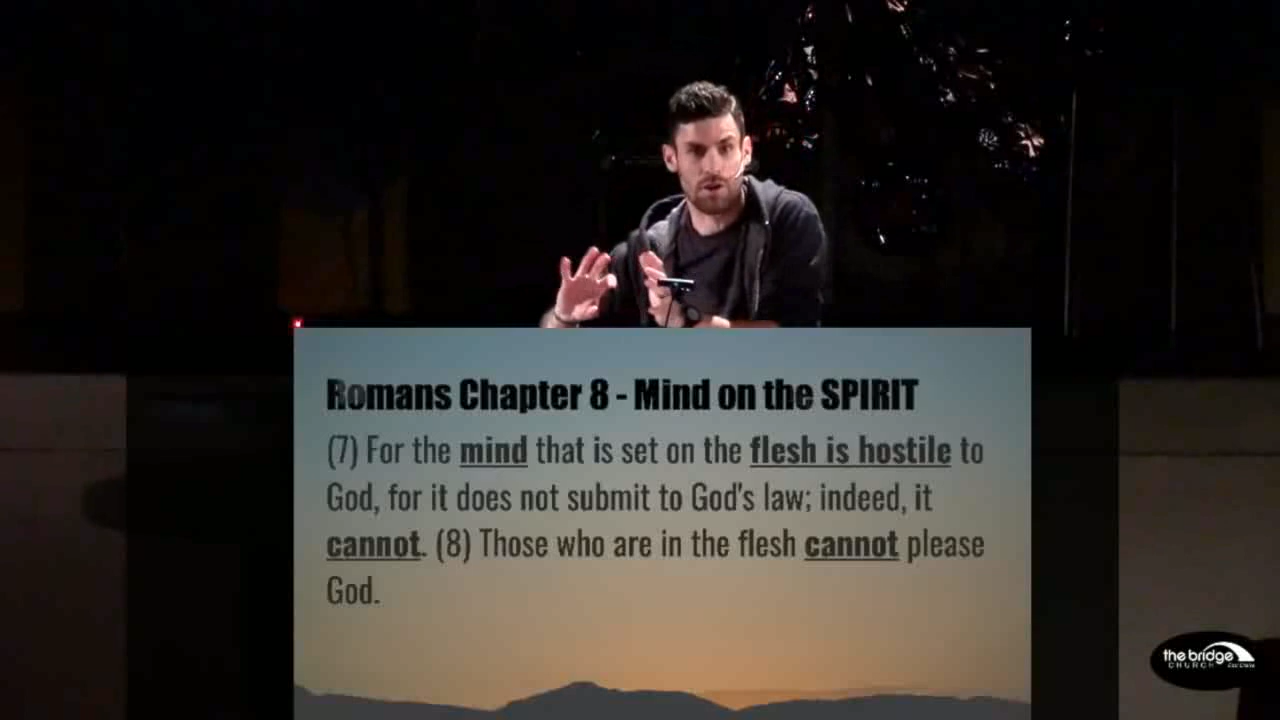 Romans Chapter 8 - Mind on the SPIRIT
(7) For the mind that is set on the flesh is hostile to
God, for it does not submit to God's law; indeed, it
cannot. (8) Those who are in the flesh cannot please
God.
the bridge
CHURCH